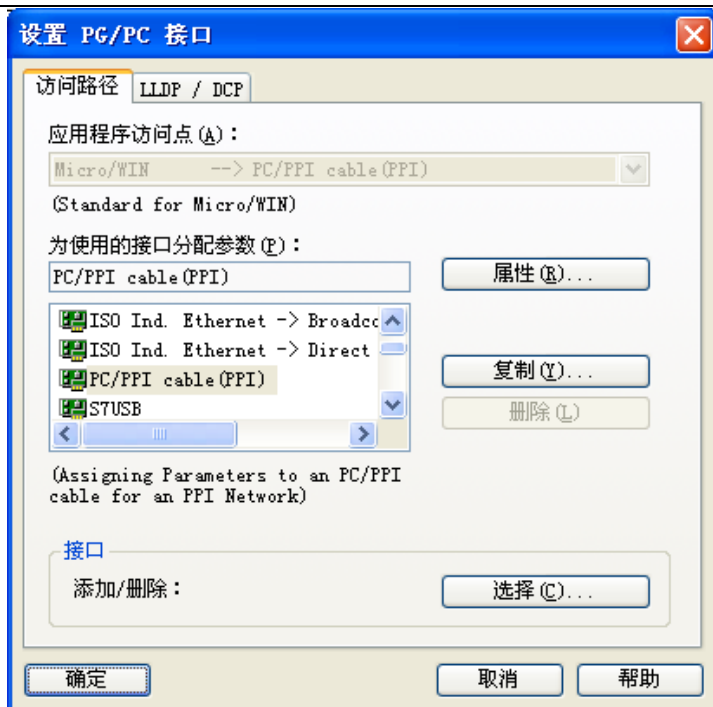 设置 PG/PC 接口
访问路径
LLDP / DCP
应用程序访问点(A):
Micro/WIN --> PC/PPI cable(PPI)
(Standard for Micro/WIN)
为使用的接口分配参数(P):
PC/PPI cable(PPI)
属性(R)...
ISO Ind. Ethernet -> Broadcc
ISO Ind. Ethernet -> Direct
PC/PPI cable(PPI)
S7USB
复制(Y)...
删除(L)
(Assigning Parameters to an PC/PPI
cable for an PPI Network)
接口
添加/删除:
选择(C)...
确定
取消
帮助